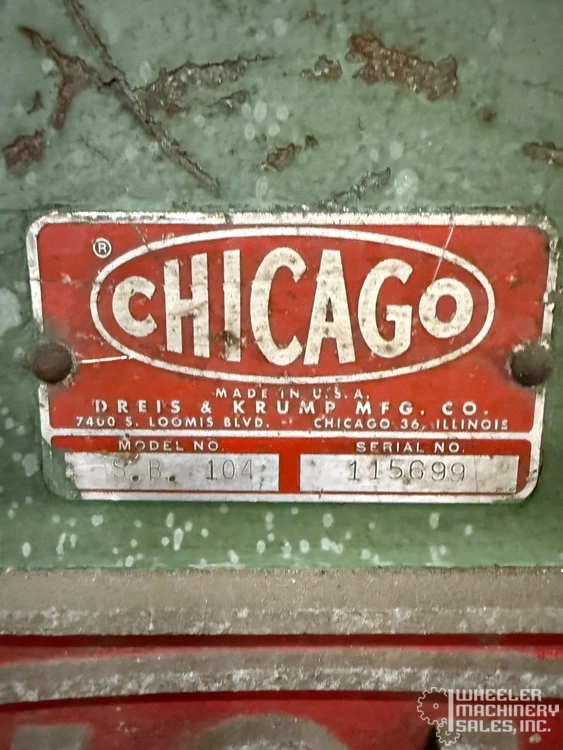 ®
CHICAGO
MADE IN U.S.A.
DREIS & KRUMP MFG. CO.
7400 S. LOOMIS BLVD. CHICAGO 36, ILLINOIS
MODEL NO. SERIAL NO.
S.B. 104 115699
WHEELER
MACHINERY
SALES, INC.